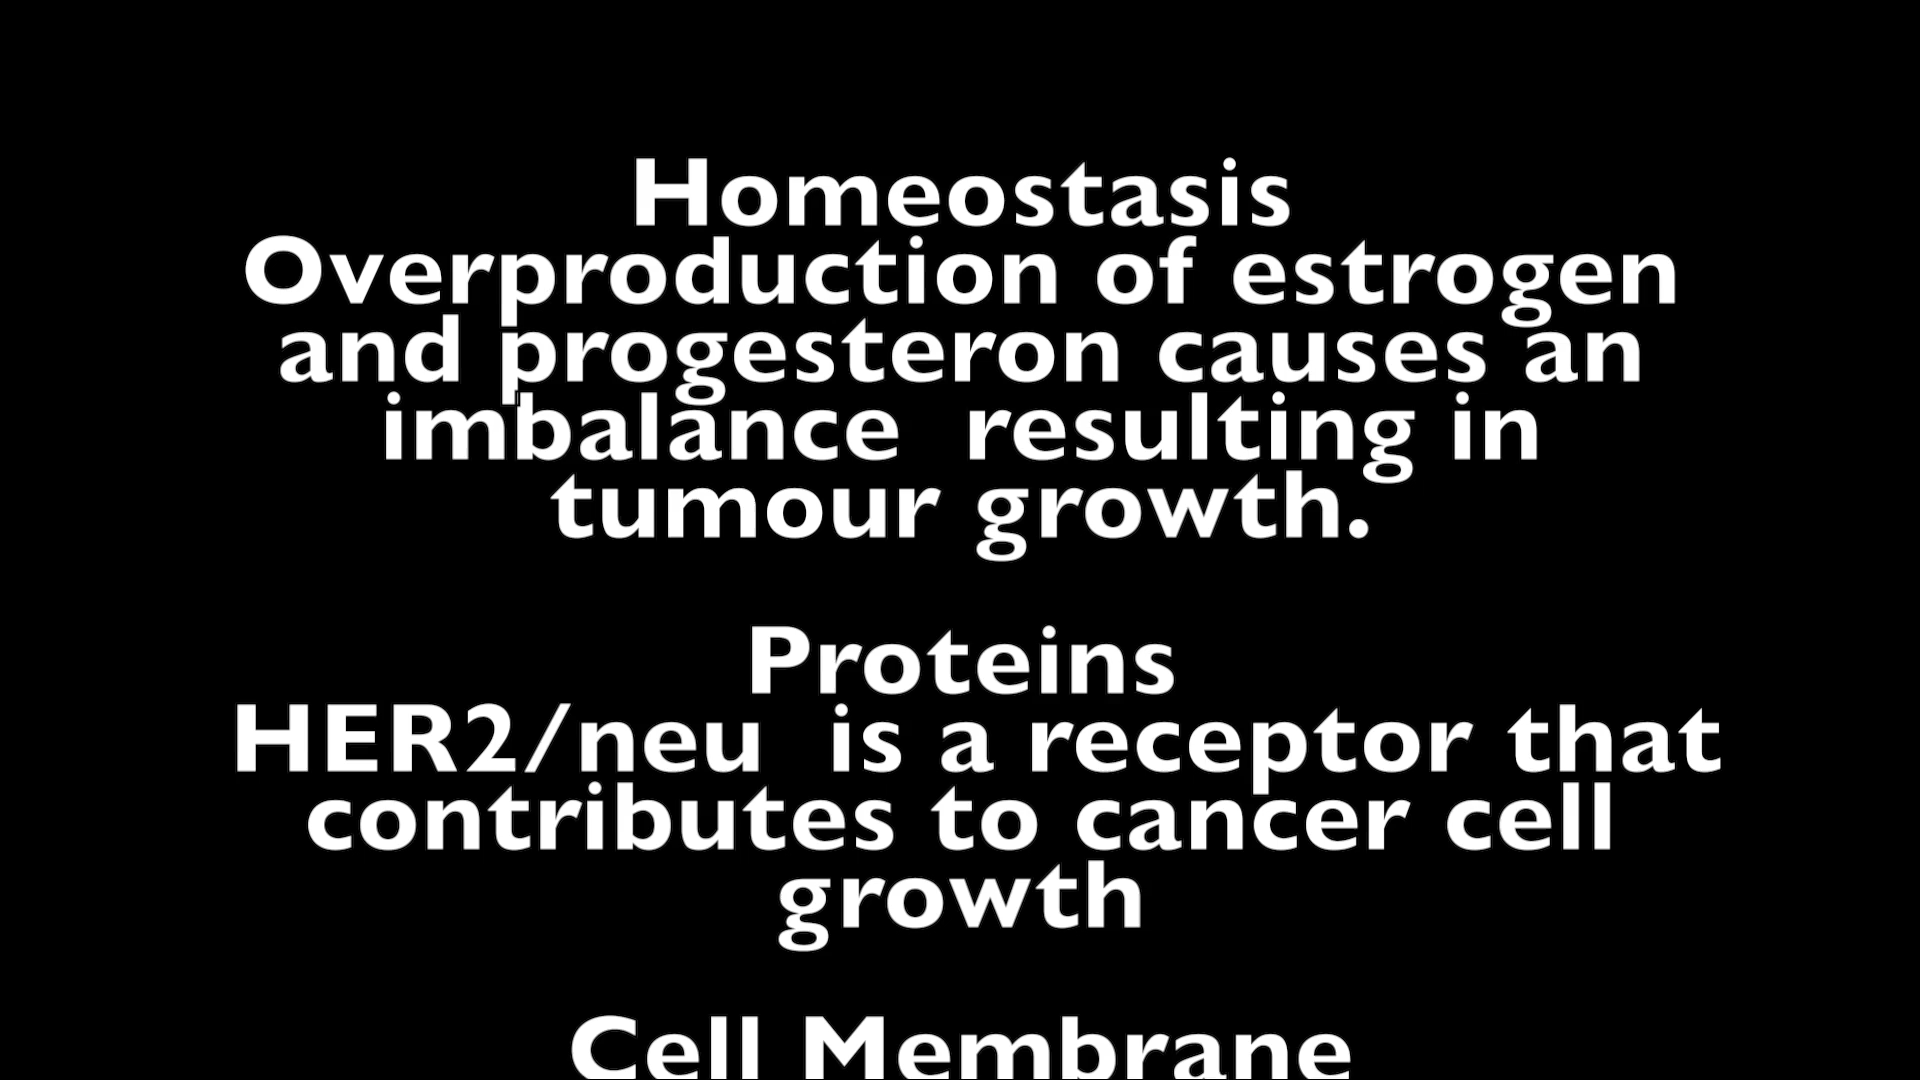 Homeostasis
Overproduction of estrogen
and progesteron causes an
imbalance  resulting in
tumour growth.
Proteins
HER2/neu  is a receptor that
contributes to cancer cell
growth
Cell Membrane